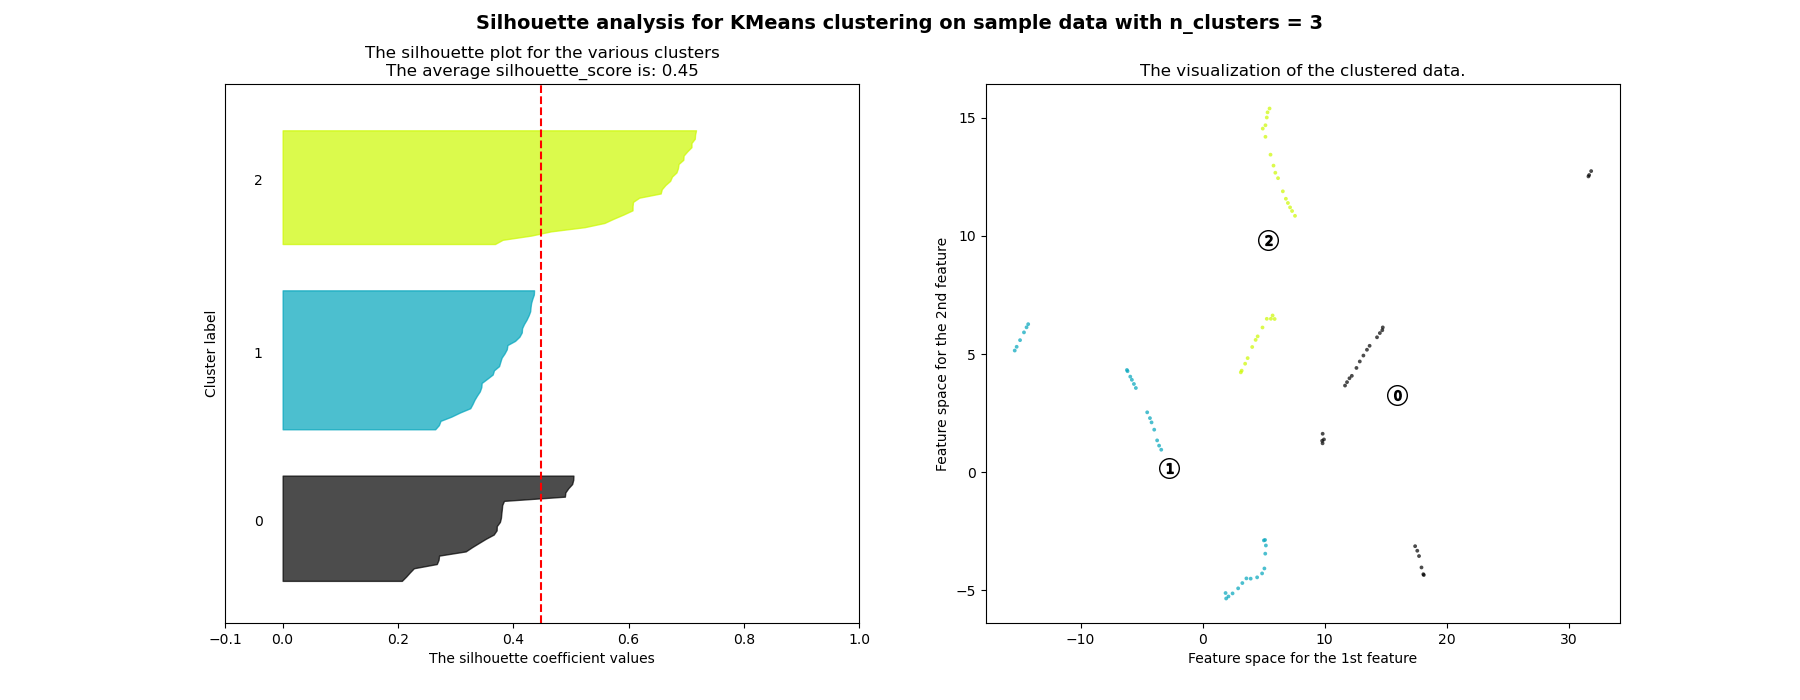 Silhouette analysis for KMeans clustering on sample data with n_clusters = 3
The silhouette plot for the various clusters
The average silhouette_score is: 0.45
2
1
0
Cluster label
−0.1 0.0 0.2 0.4 0.6 0.8 1.0
The silhouette coefficient values
The visualization of the clustered data.
15
10
5
0
−5
Feature space for the 2nd feature
2
0
1
−10 0 10 20 30
Feature space for the 1st feature